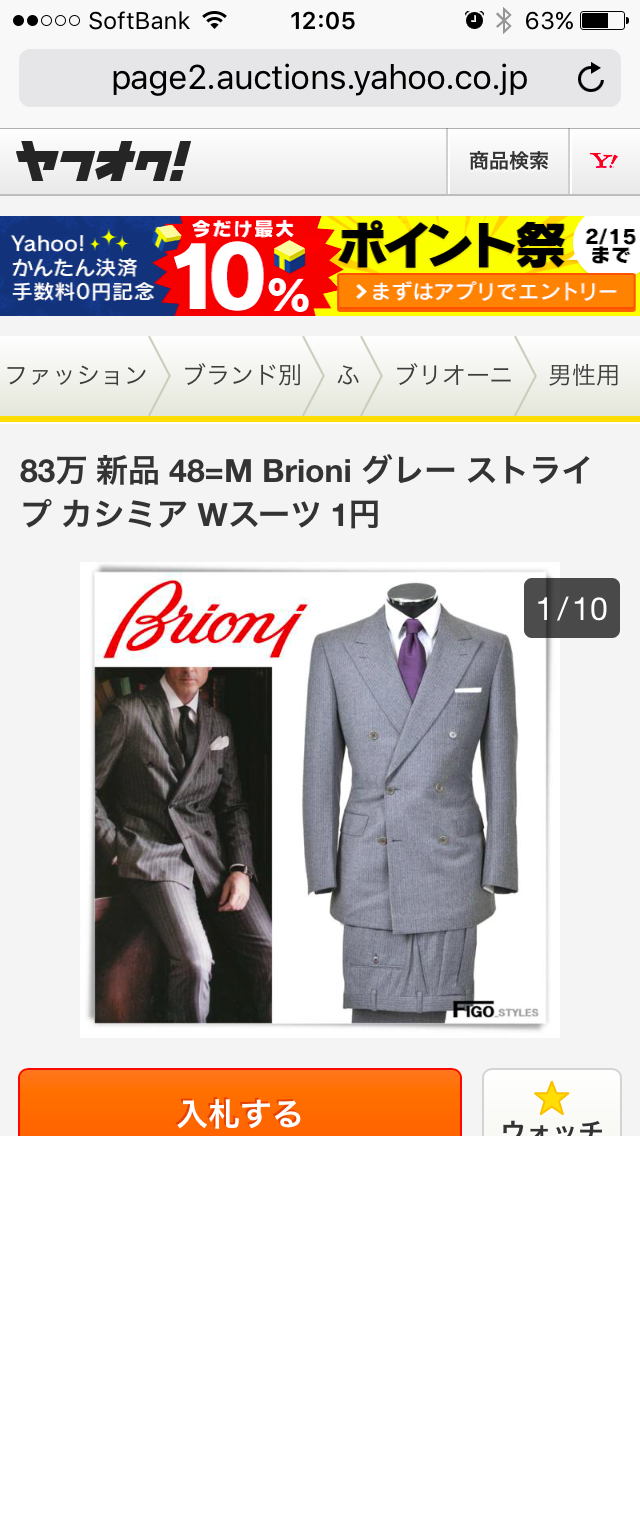 SoftBank 12:05 63%
page2.auctions.yahoo.co.jp
ヤフオク! 商品検索 Y!
Yahoo!
かんたん決済
手数料0円記念
今だけ最大
10%
ポイント祭
2/15
まで
まずはアプリでエントリー
ファッション ブランド別 ふ ブリオーニ 男性用
83万 新品 48=M Brioni グレー ストライ
プ カシミア Wスーツ 1円
Brioni
1/10
FIGO_STYLES
入札する
ウォッチ